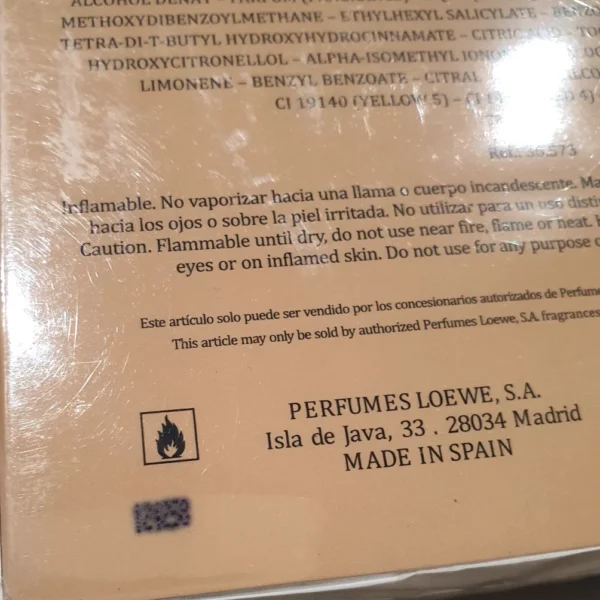 METHOXYDIBENZOYLMETHANE – ETHYLHEXYL SALICYLATE –
TETRA-DI-T-BUTYL HYDROXYHYDROCINNAMATE – CITRIC ACID –
HYDROXYCITRONELLOL – ALPHA-ISOMETHYL
LIMONENE – BENZYL BENZOATE – CITRAL
CI 19140 (YELLOW 5) –
Ref.: 36,573
Inflamable. No vaporizar hacia una llama o cuerpo incandescente.
hacia los ojos o sobre la piel irritada. No utilizar para un uso
Caution. Flammable until dry, do not use near fire, flame or heat.
eyes or on inflamed skin. Do not use for any purpose
Este artículo solo puede ser vendido por los concesionarios autorizados de
This article may only be sold by authorized Perfumes Loewe, S.A. fragrances
PERFUMES LOEWE, S.A.
Isla de Java, 33 . 28034 Madrid
MADE IN SPAIN